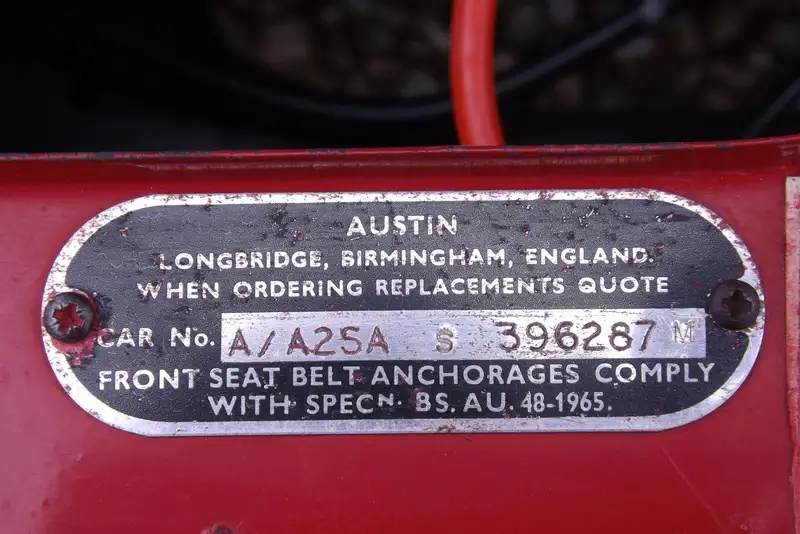 AUSTIN
LONGBRIDGE, BIRMINGHAM, ENGLAND.
WHEN ORDERING REPLACEMENTS QUOTE
CAR No. A/A2SA S 396287 M
FRONT SEAT BELT ANCHORAGES COMPLY
WITH SPECN. BS. AU. 48-1965.